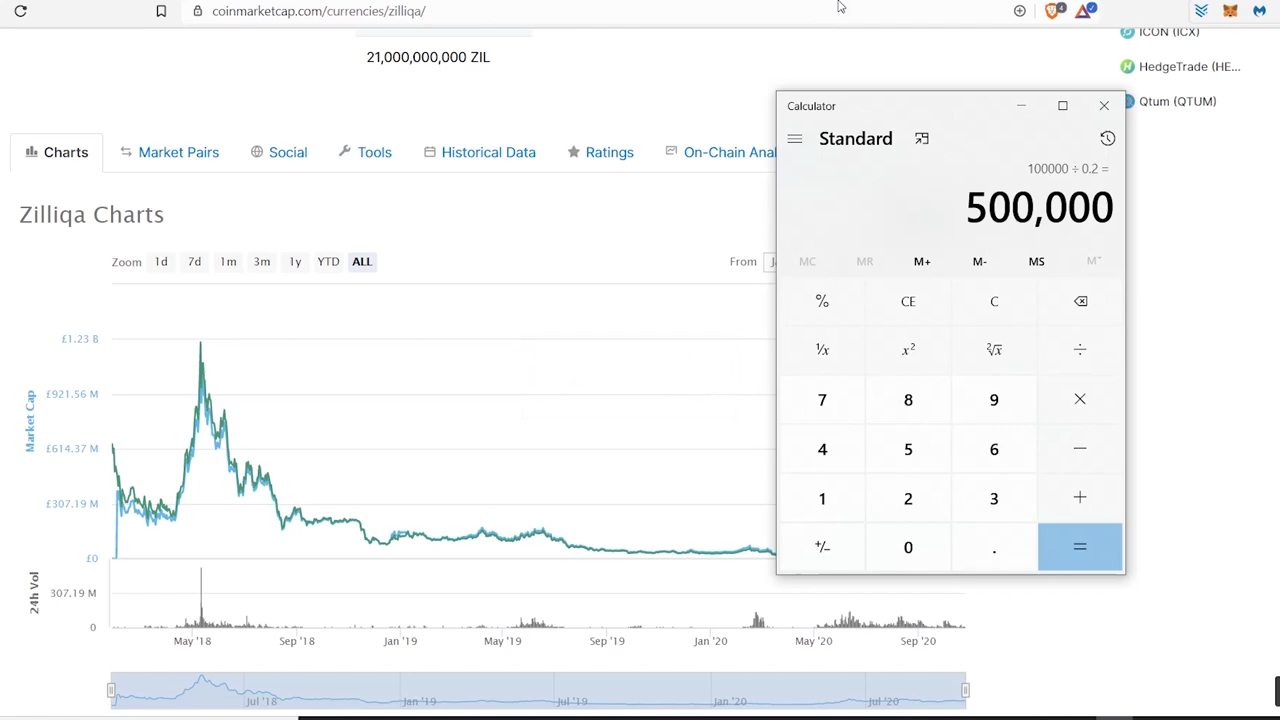 coinmarketcap.com/currencies/zilliqa/
4
21,000,000,000 ZIL
ICON (ICX)
HedgeTrade (HE...
Qtum (QTUM)
Charts
Market Pairs
Social
Tools
Historical Data
Ratings
On-Chain Anal
Zilliqa Charts
Zoom 1d 7d 1m 3m 1y YTD ALL
From
Market Cap
£1.23 B
£921.56 M
£614.37 M
£307.19 M
£0
24h Vol
307.19 M
0
May '18 Sep '18 Jan '19 May '19 Sep '19 Jan '20 May '20 Sep '20
Jul '18 Jan '19 Jul '19 Jan '20 Jul '20
Calculator
Standard
100000 ÷ 0.2 =
500,000
MC MR M+ M- MS M˅
% CE C
¹/x x² ²√x ÷
7 8 9 ×
4 5 6 −
1 2 3 +
+/− 0 . =